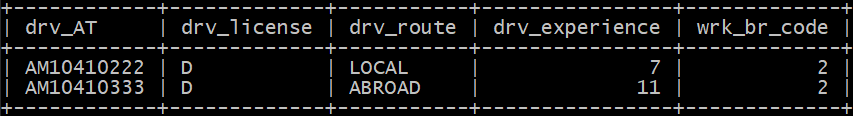 | drv_AT | drv_license | drv_route | drv_experience | wrk_br_code |
| AM10410222 | D | LOCAL | 7 | 2 |
| AM10410333 | D | ABROAD | 11 | 2 |